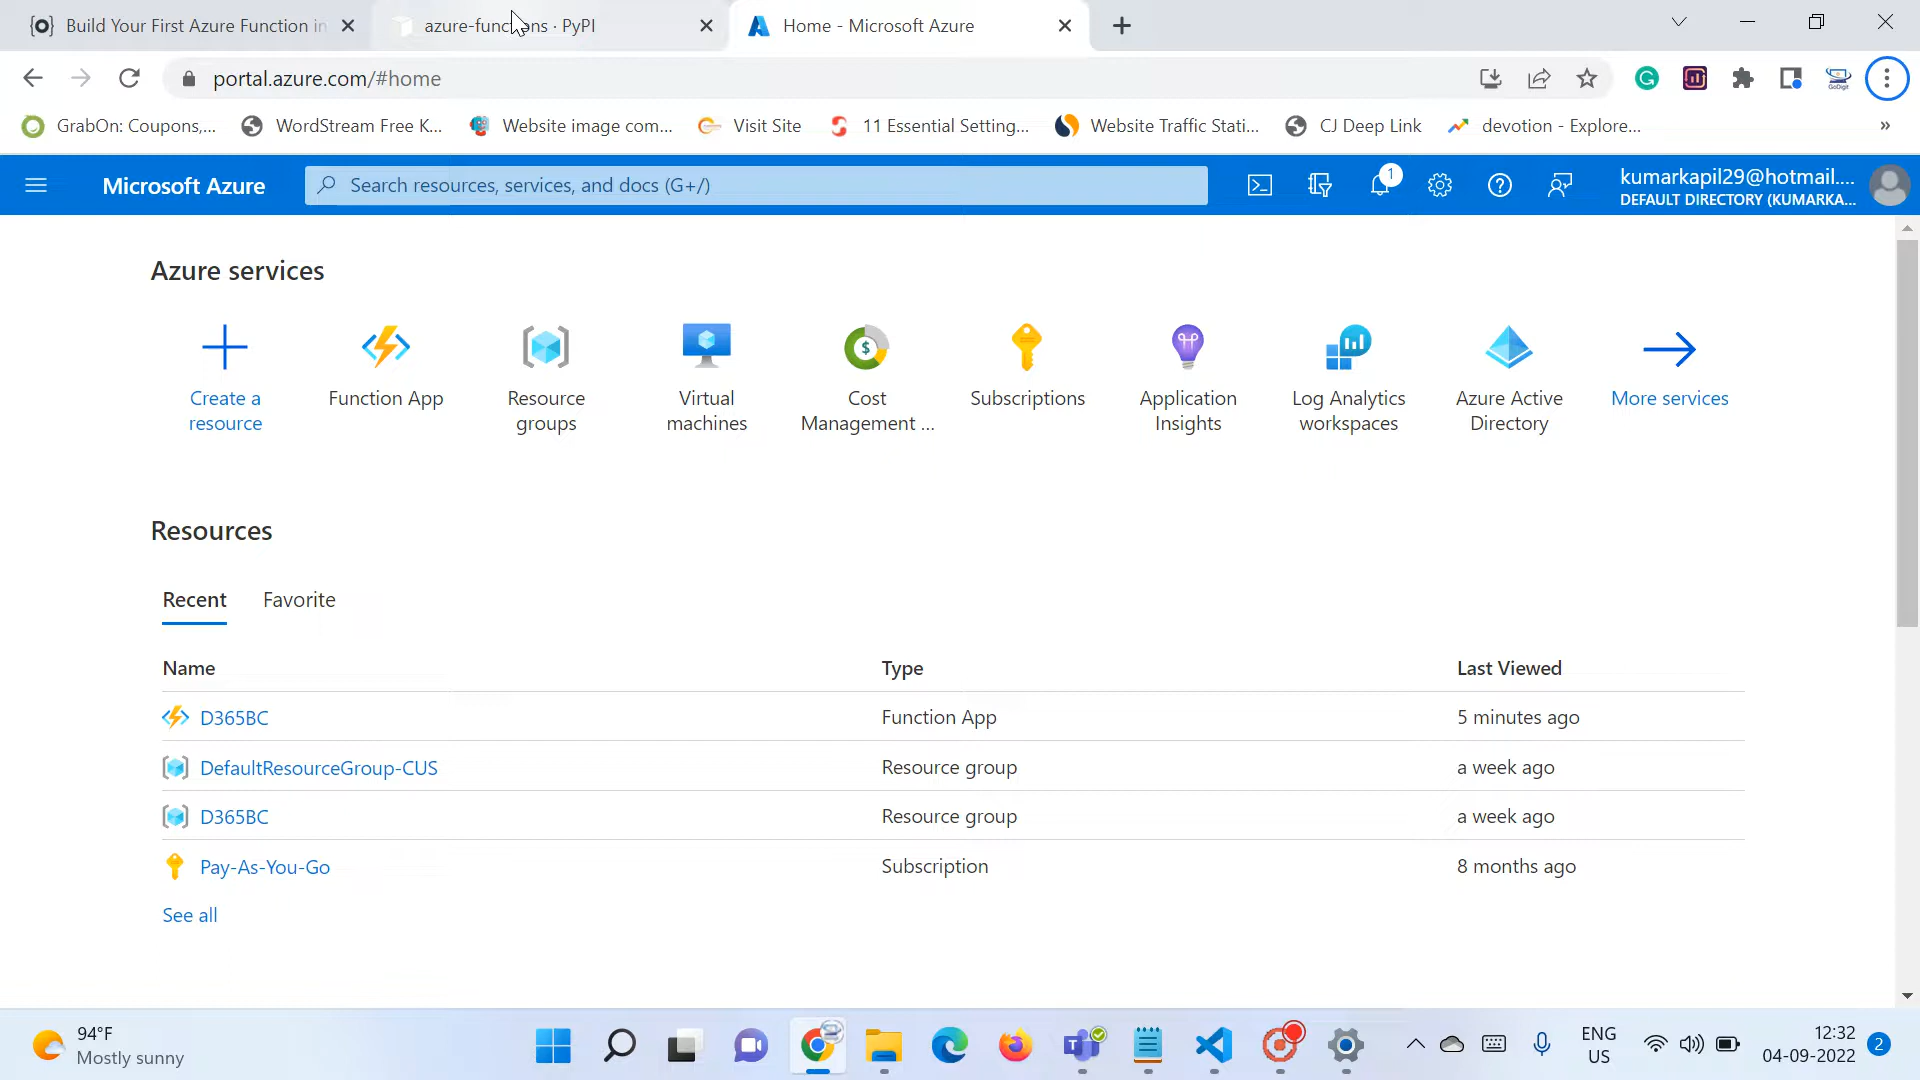 Build Your First Azure Function in
azure-functions · PyPI
Home - Microsoft Azure
portal.azure.com/#home
GrabOn: Coupons,...
WordStream Free K...
Website image com...
Visit Site
11 Essential Setting...
Website Traffic Stati...
CJ Deep Link
devotion - Explore...
»
Microsoft Azure
Search resources, services, and docs (G+/)
1
kumarkapil29@hotmail....
DEFAULT DIRECTORY (KUMARKA...
Azure services
Create a resource
Function App
Resource groups
Virtual machines
Cost Management ...
Subscriptions
Application Insights
Log Analytics workspaces
Azure Active Directory
More services
Resources
Recent
Favorite
Name Type Last Viewed
D365BC Function App 5 minutes ago
DefaultResourceGroup-CUS Resource group a week ago
D365BC Resource group a week ago
Pay-As-You-Go Subscription 8 months ago
See all
94°F
Mostly sunny
ENG
US
12:32
04-09-2022
2